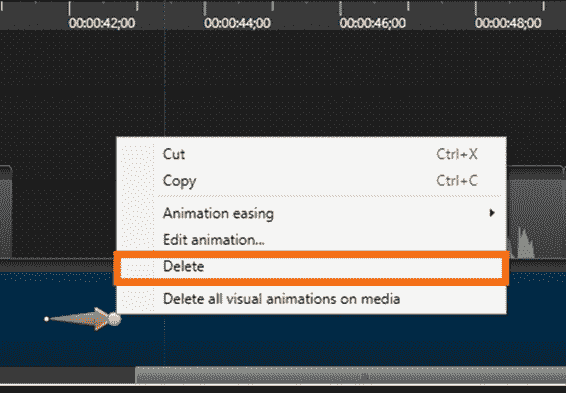 00:00:42;00
00:00:44;00
00:00:46;00
00:00:48;00
Cut Ctrl+X
Copy Ctrl+C
Animation easing
Edit animation...
Delete
Delete all visual animations on media